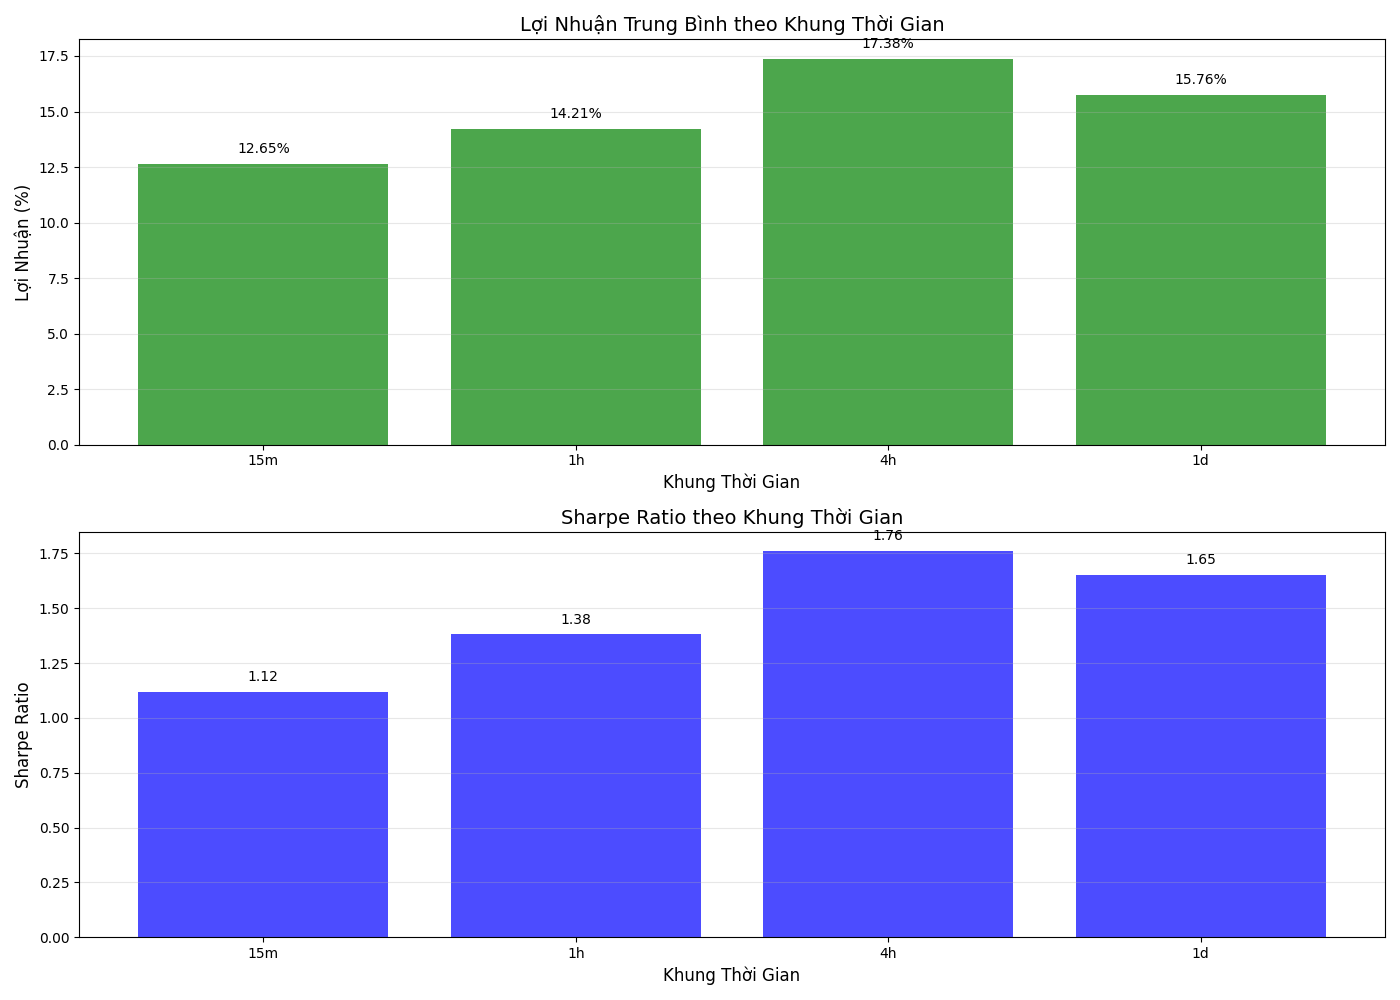 Lợi Nhuận Trung Bình theo Khung Thời Gian
17.5
15.0
12.5
10.0
7.5
5.0
2.5
0.0
Lợi Nhuận (%)
12.65%
14.21%
17.38%
15.76%
15m
1h
4h
1d
Khung Thời Gian
Sharpe Ratio theo Khung Thời Gian
1.75
1.50
1.25
1.00
0.75
0.50
0.25
0.00
Sharpe Ratio
1.12
1.38
1.76
1.65
15m
1h
4h
1d
Khung Thời Gian